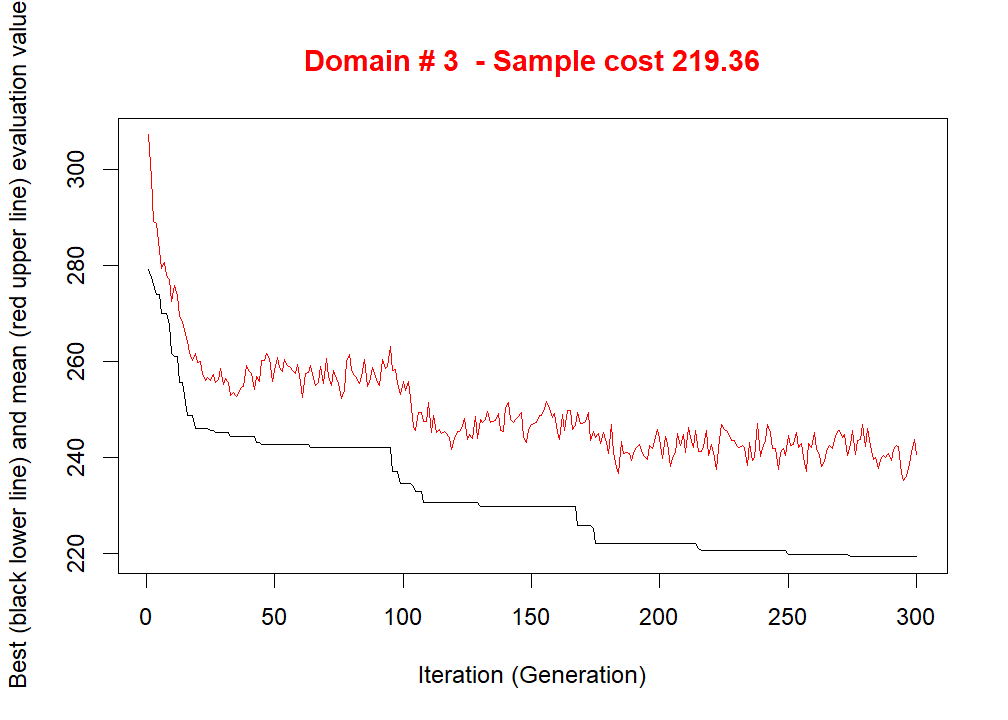 Domain # 3  - Sample cost 219.36
Best (black lower line) and mean (red upper line) evaluation value
300
280
260
240
220
0 50 100 150 200 250 300
Iteration (Generation)